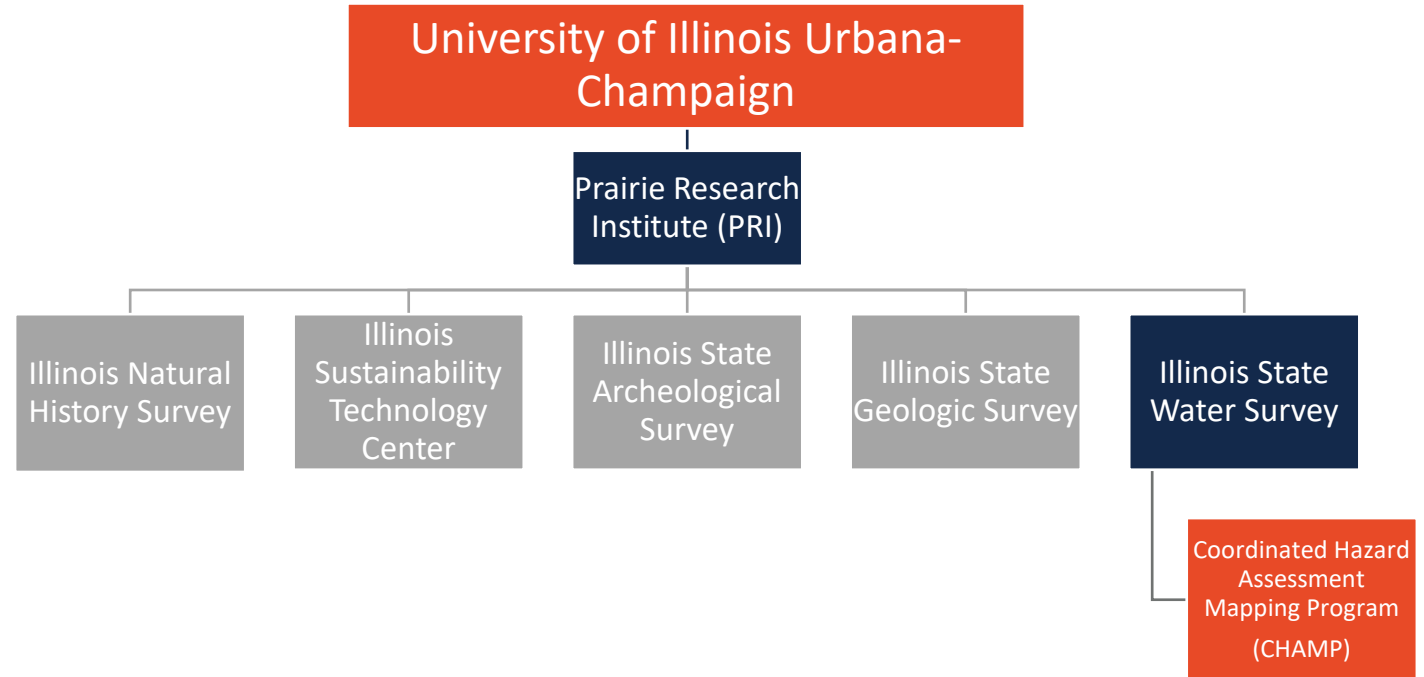 University of Illinois Urbana-
Champaign
Prairie Research
Institute (PRI)
Illinois Natural
History Survey
Illinois
Sustainability
Technology
Center
Illinois State
Archeological
Survey
Illinois State
Geologic Survey
Illinois State
Water Survey
Coordinated Hazard
Assessment
Mapping Program
(CHAMP)